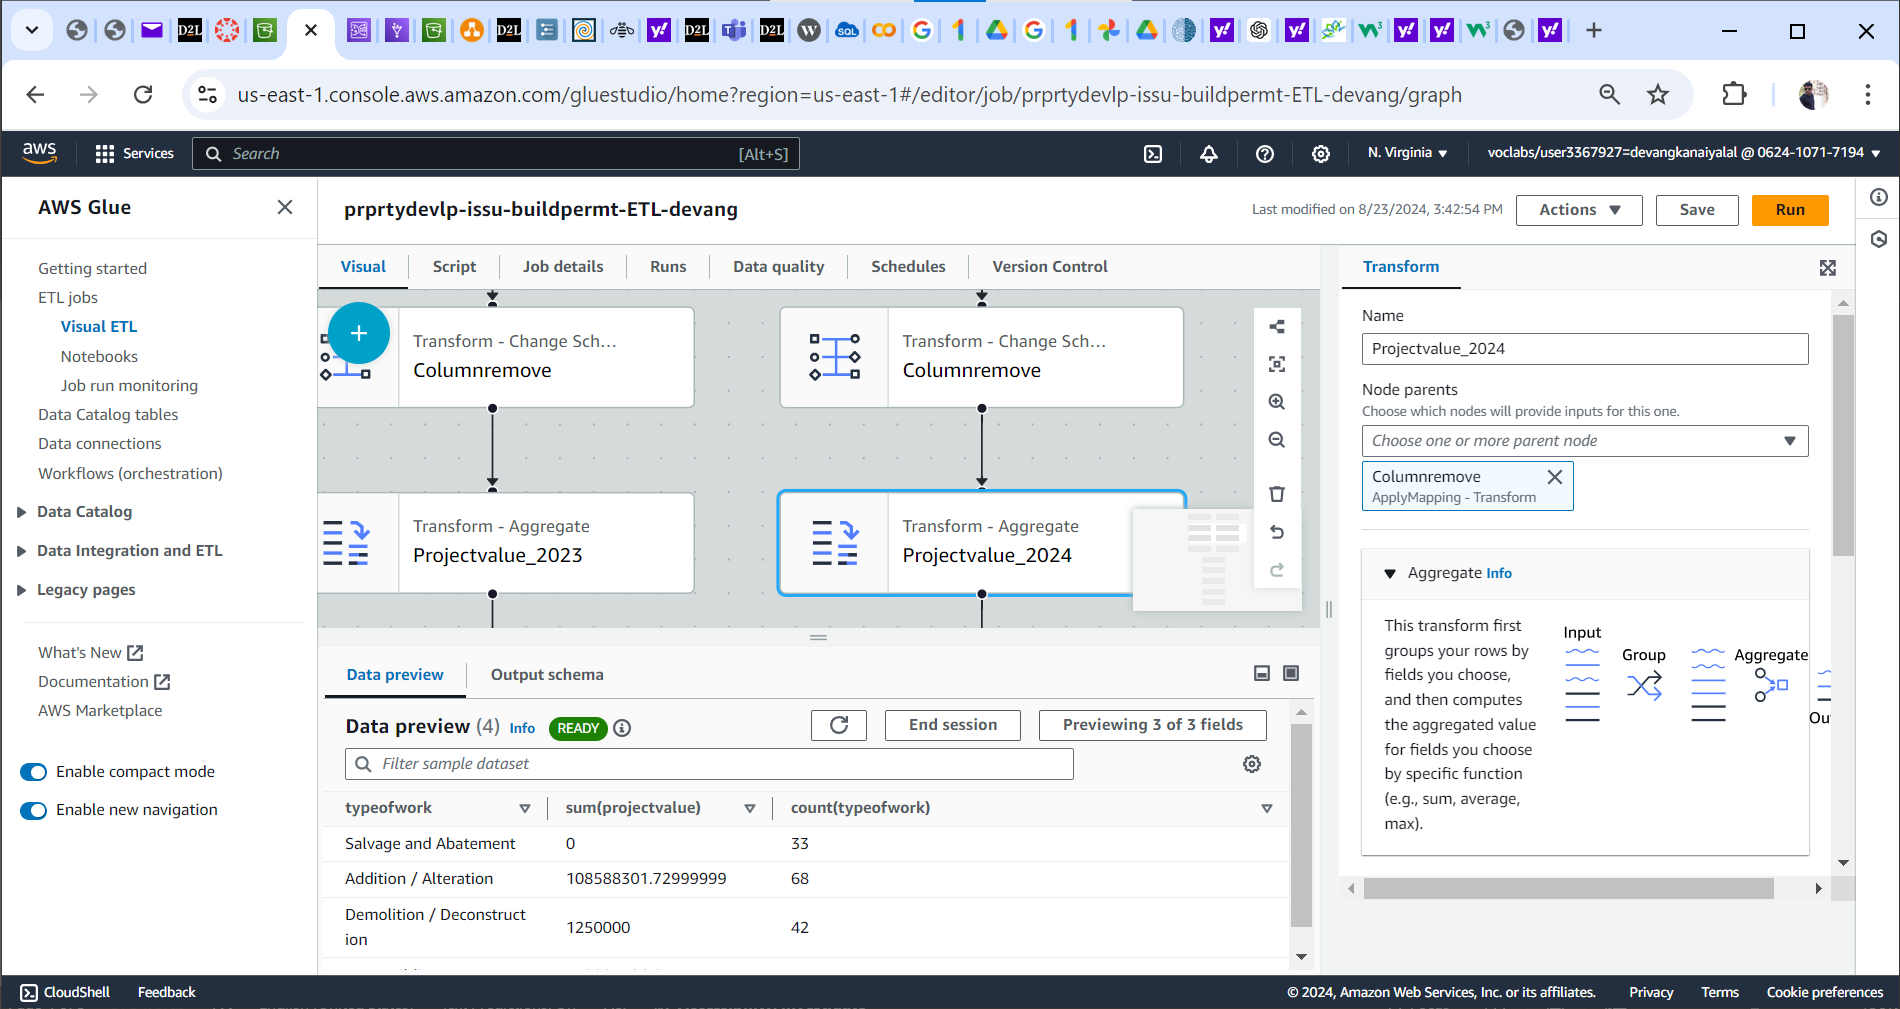 us-east-1.console.aws.amazon.com/gluestudio/home?region=us-east-1#/editor/job/prprtydevlp-issu-buildpermt-ETL-devang/graph
aws
Services
Search
[Alt+S]
N. Virginia
voclabs/user3367927=devangkanaiyalal @ 0624-1071-7194
AWS Glue
Getting started
ETL jobs
Visual ETL
Notebooks
Job run monitoring
Data Catalog tables
Data connections
Workflows (orchestration)
Data Catalog
Data Integration and ETL
Legacy pages
What's New
Documentation
AWS Marketplace
Enable compact mode
Enable new navigation
prprtydevlp-issu-buildpermt-ETL-devang
Last modified on 8/23/2024, 3:42:54 PM
Actions
Save
Run
Visual
Script
Job details
Runs
Data quality
Schedules
Version Control
Transform - Change Sch...
Columnremove
Transform - Change Sch...
Columnremove
Transform - Aggregate
Projectvalue_2023
Transform - Aggregate
Projectvalue_2024
Data preview
Output schema
Data preview (4) Info READY
End session
Previewing 3 of 3 fields
Filter sample dataset
typeofwork sum(projectvalue) count(typeofwork)
Salvage and Abatement 0 33
Addition / Alteration 108588301.72999999 68
Demolition / Deconstruct
ion 1250000 42
Transform
Name
Projectvalue_2024
Node parents
Choose which nodes will provide inputs for this one.
Choose one or more parent node
Columnremove
ApplyMapping - Transform
Aggregate Info
This transform first
groups your rows by
fields you choose,
and then computes
the aggregated value
for fields you choose
by specific function
(e.g., sum, average,
max).
Input
Group
Aggregate
Ou
CloudShell
Feedback
© 2024, Amazon Web Services, Inc. or its affiliates.
Privacy
Terms
Cookie preferences